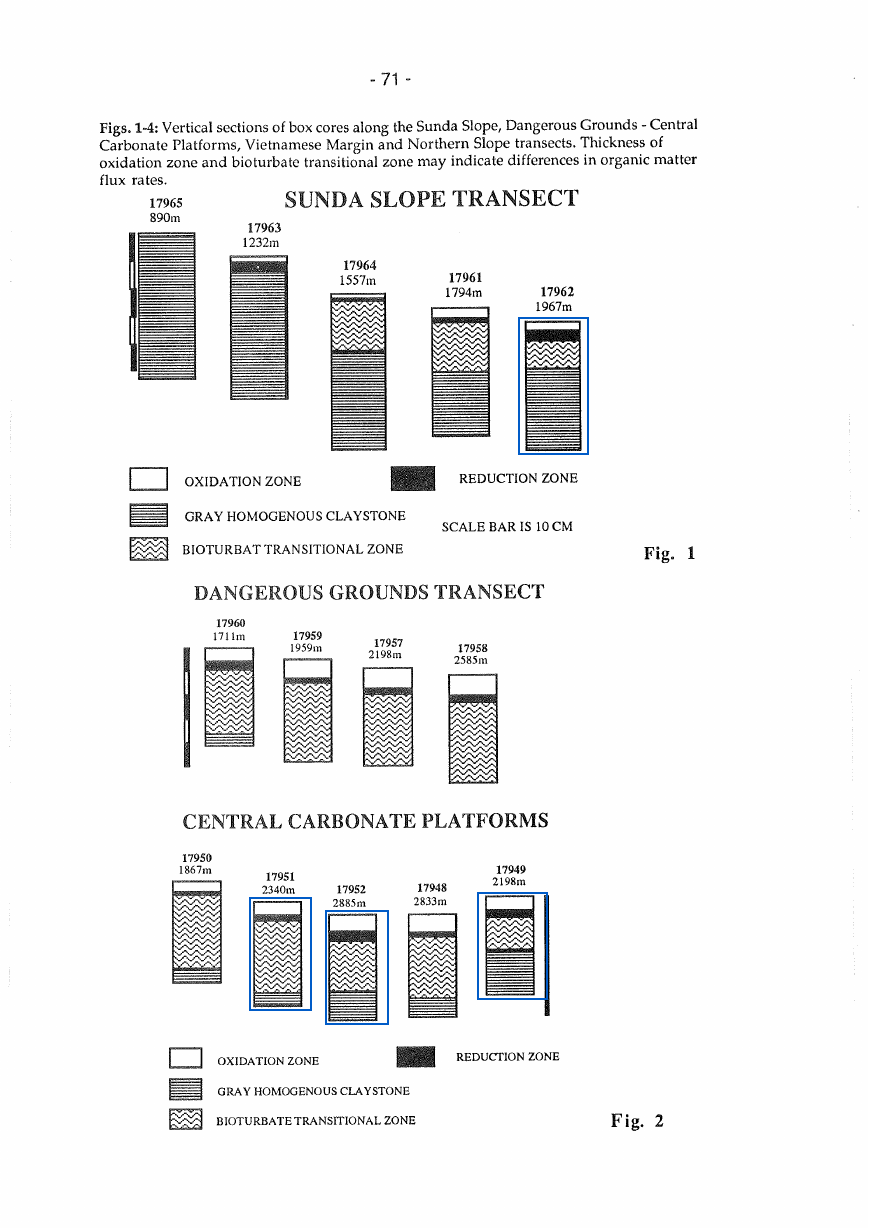 - 71 -
Figs. 1-4: Vertical sections of box cores along the Sunda Slope, Dangerous Grounds - Central
Carbonate Platforms, Vietnamese Margin and Northern Slope transects. Thickness of
oxidation zone and bioturbate transitional zone may indicate differences in organic matter
flux rates.
SUNDA SLOPE TRANSECT
17965
890m
17963
1232m
17964
1557m
17961
1794m
17962
1967m
OXIDATION ZONE
REDUCTION ZONE
GRAY HOMOGENOUS CLAYSTONE
SCALE BAR IS 10 CM
BIOTURBAT TRANSITIONAL ZONE
Fig. 1
DANGEROUS GROUNDS TRANSECT
17960
1711m
17959
1959m
17957
2198m
17958
2585m
CENTRAL CARBONATE PLATFORMS
17950
1867m
17951
2340m
17952
2885m
17948
2833m
17949
2198m
OXIDATION ZONE
REDUCTION ZONE
GRAY HOMOGENOUS CLAYSTONE
BIOTURBATE TRANSITIONAL ZONE
Fig. 2